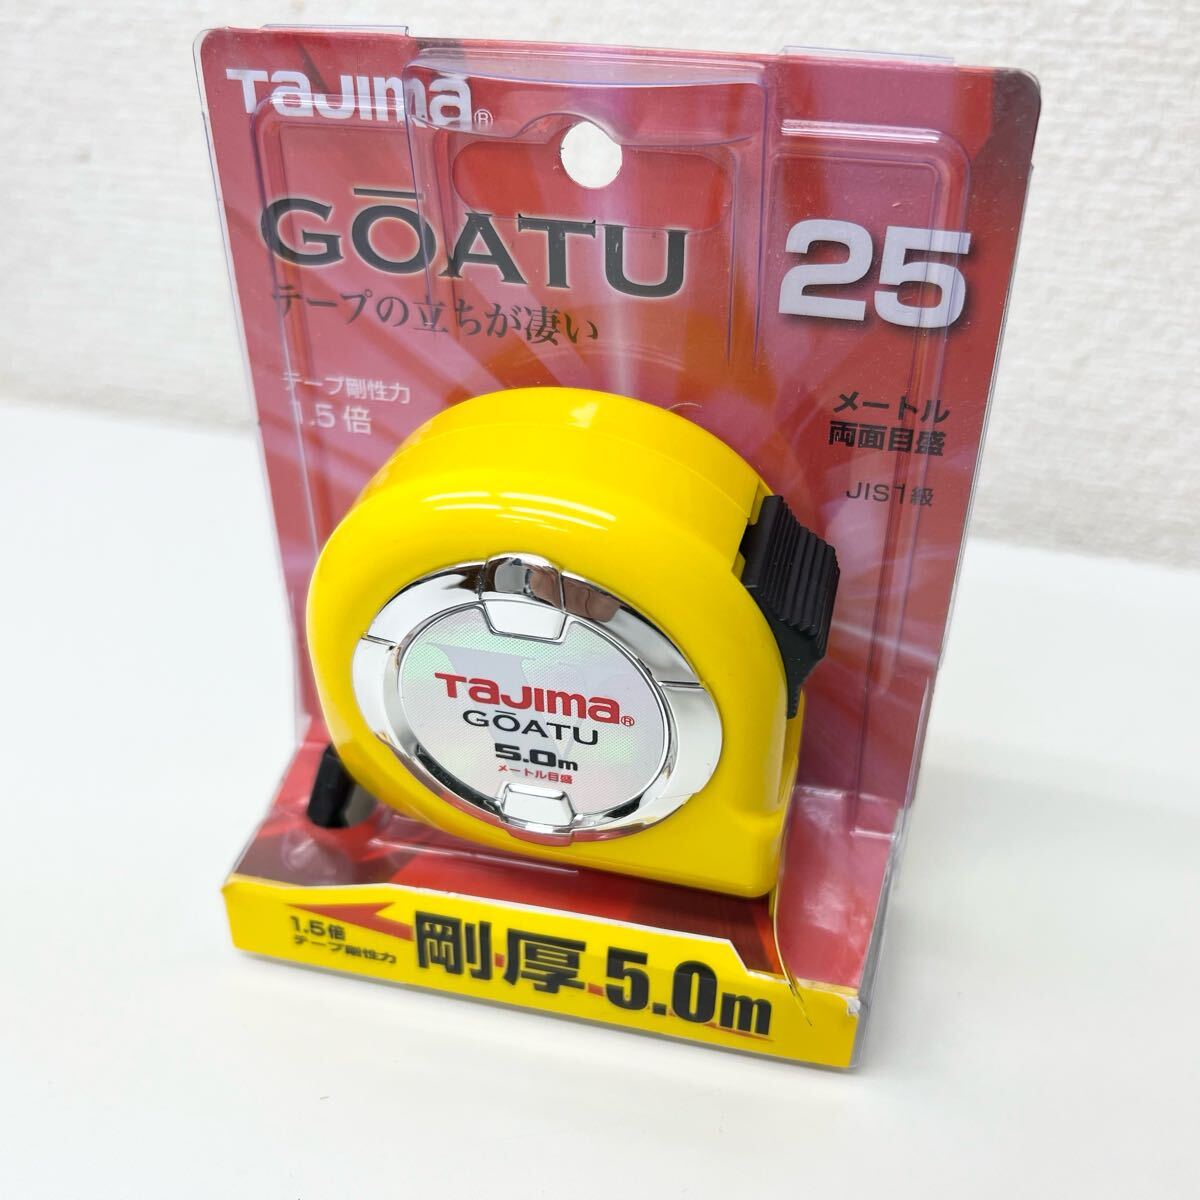 TaJima®
GŌATU
25
テープの立ちが凄い
テープ剛性力
1.5倍
メートル
両面目盛
JIS1級
TaJima®
GŌATU
5.0m
メートル目盛
1.5倍
テープ剛性力
剛・厚 5.0m